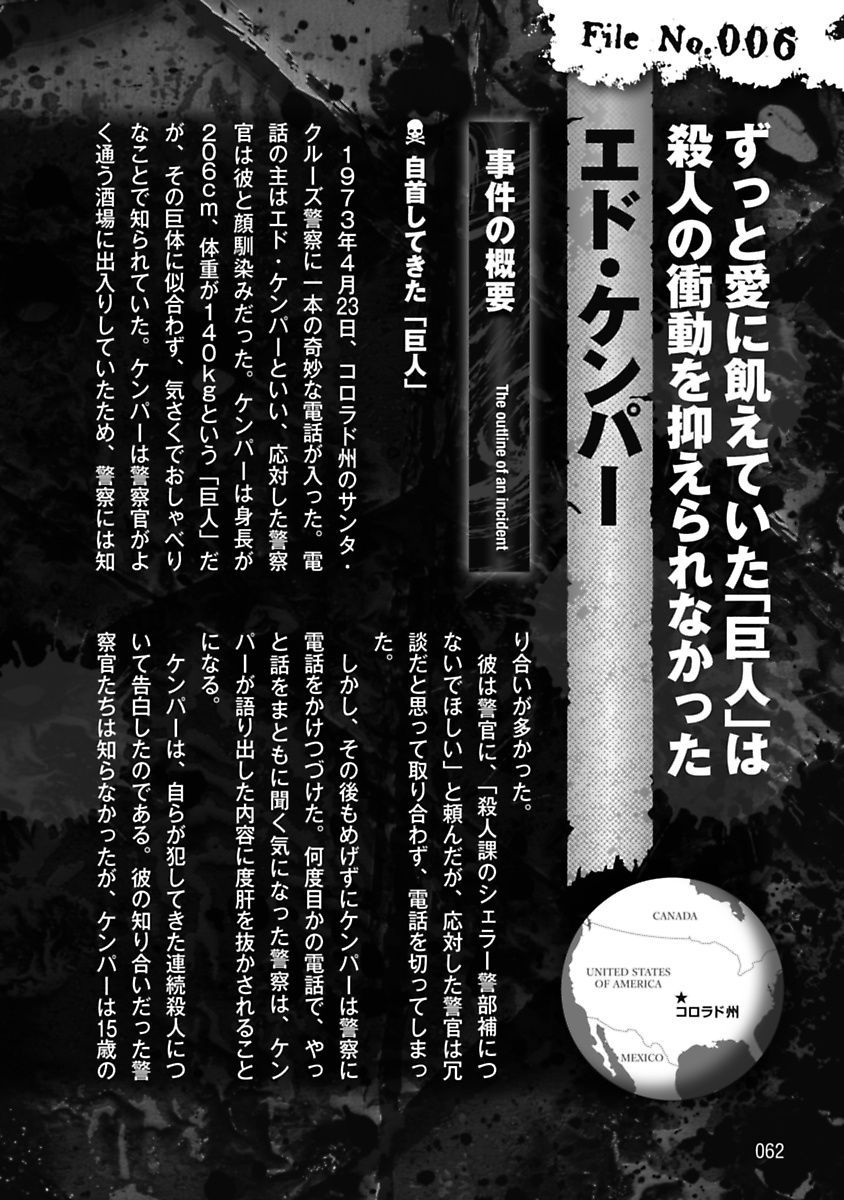 File No.006
ずっと愛に飢えていた「巨人」は
殺人の衝動を抑えられなかった
エド・ケンパー
事件の概要 The outline of an incident
自首してきた「巨人」
１９７３年４月23日、コロラド州のサンタ・
クルーズ警察に一本の奇妙な電話が入った。電
話の主はエド・ケンパーといい、応対した警察
官は彼と顔馴染みだった。ケンパーは身長が
２０６ｃｍ、体重が１４０ｋｇという「巨人」だ
が、その巨体に似合わず、気さくでおしゃべり
なことで知られていた。ケンパーは警察官がよ
く通う酒場に出入りしていたため、警察には知
り合いが多かった。
彼は警官に、「殺人課のシェラー警部補につ
ないでほしい」と頼んだが、応対した警官は冗
談だと思って取り合わず、電話を切ってしまっ
た。
しかし、その後もめげずにケンパーは警察に
電話をかけつづけた。何度目かの電話で、やっ
と話をまともに聞く気になった警察は、ケン
パーが語り出した内容に度肝を抜かされること
になる。
ケンパーは、自らが犯してきた連続殺人につ
いて告白したのである。彼の知り合いだった警
察官たちは知らなかったが、ケンパーは15歳の
CANADA
UNITED STATES
OF AMERICA
★
コロラド州
MEXICO
062